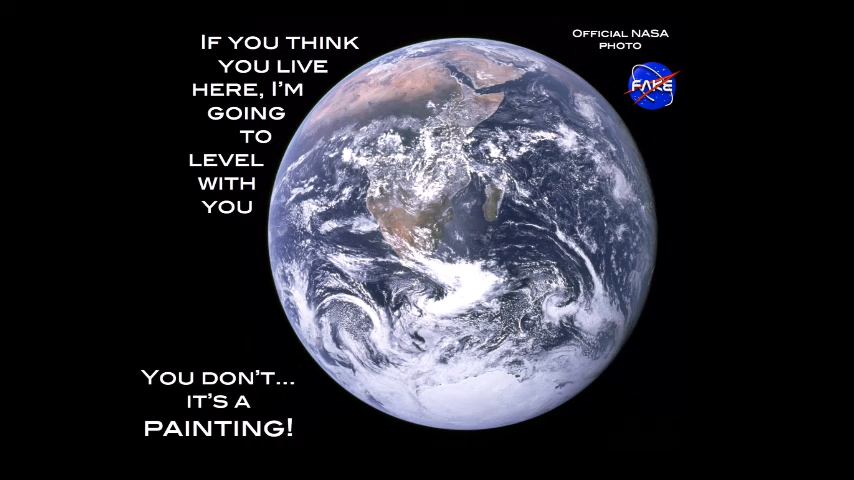 If you think
you live
here, I'm
going
to
level
with
you
Official NASA
photo
FAKE
You don't...
it's a
painting!